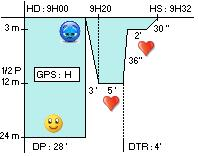 HD : 9H00 9H20 HS : 9H32
3 m 30"
2'
36"
1/2 P
GPS : H
12 m
3' 5'
24 m
DP : 28' DTR: 4'